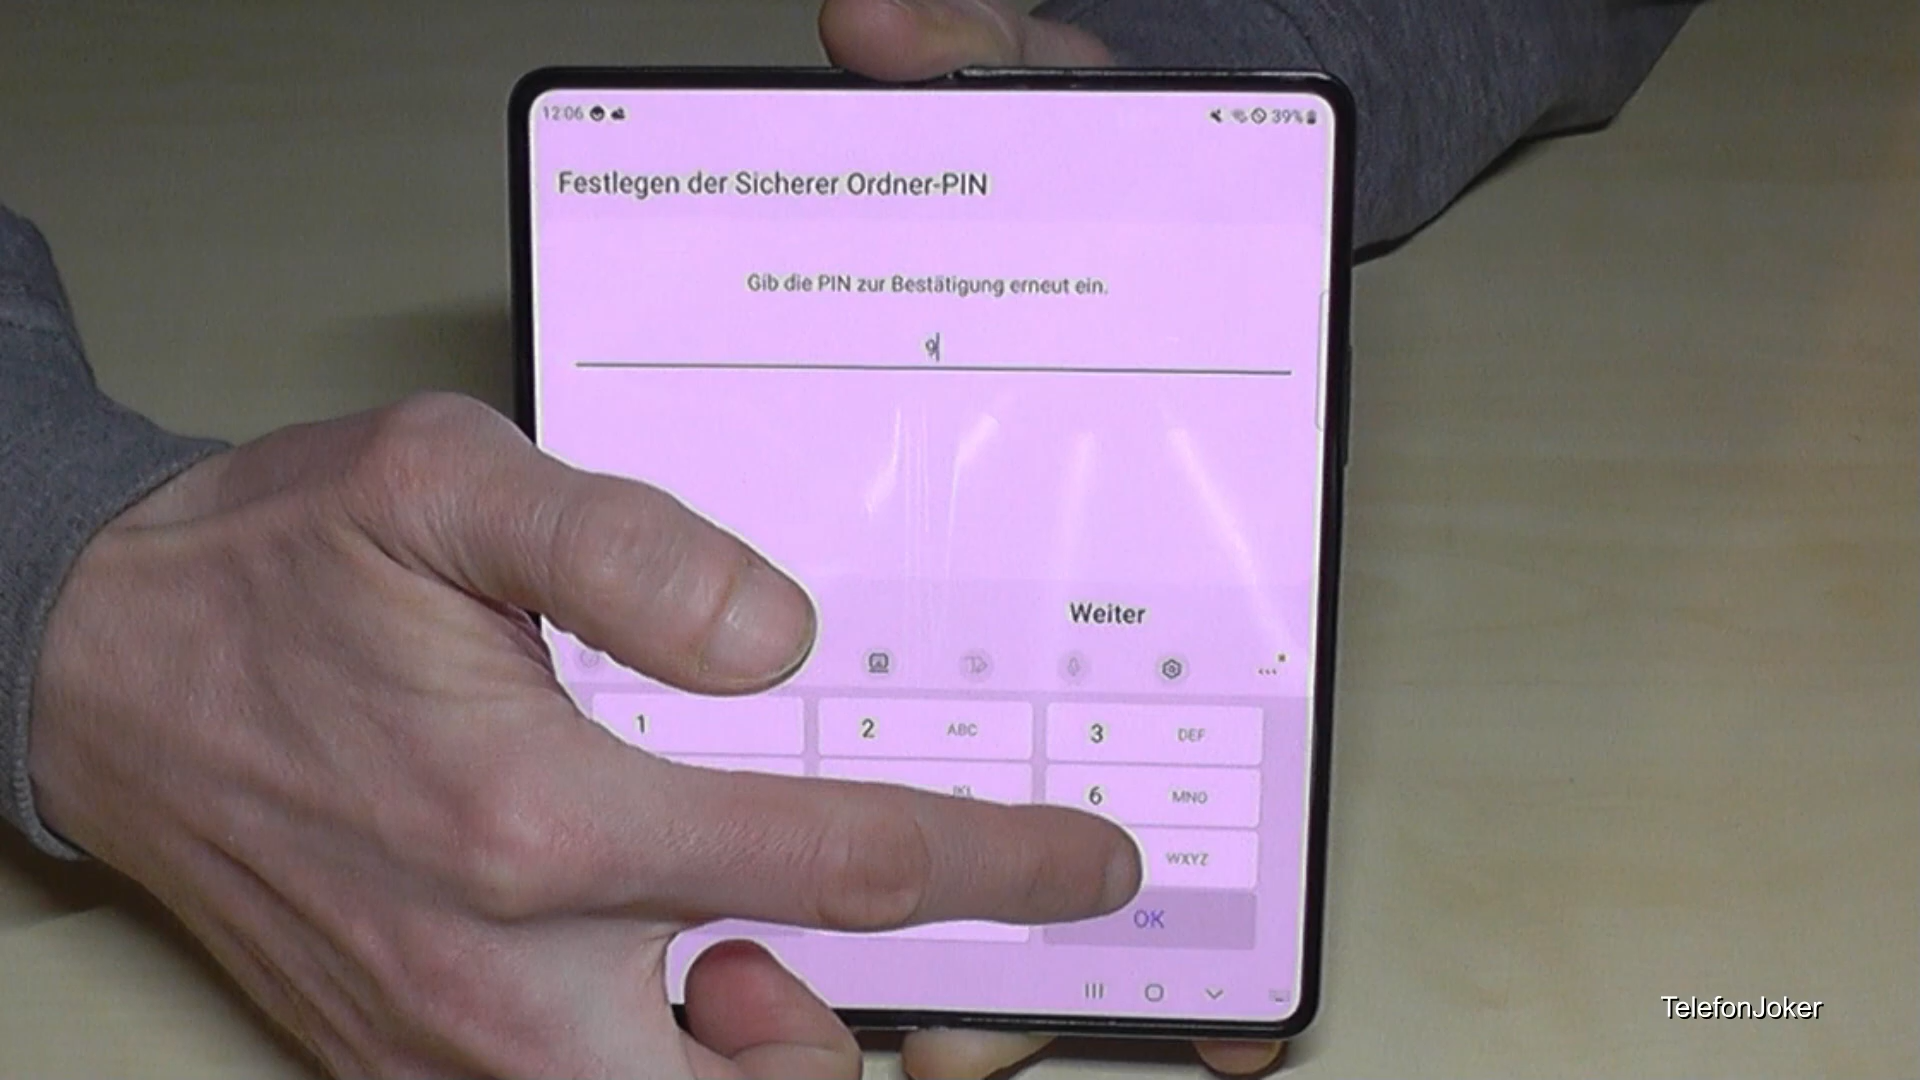 12:06
39%
Festlegen der Sicherer Ordner-PIN
Gib die PIN zur Bestätigung erneut ein.
9
Weiter
1
2 ABC
3 DEF
JKL
6 MNO
WXYZ
OK
TelefonJoker